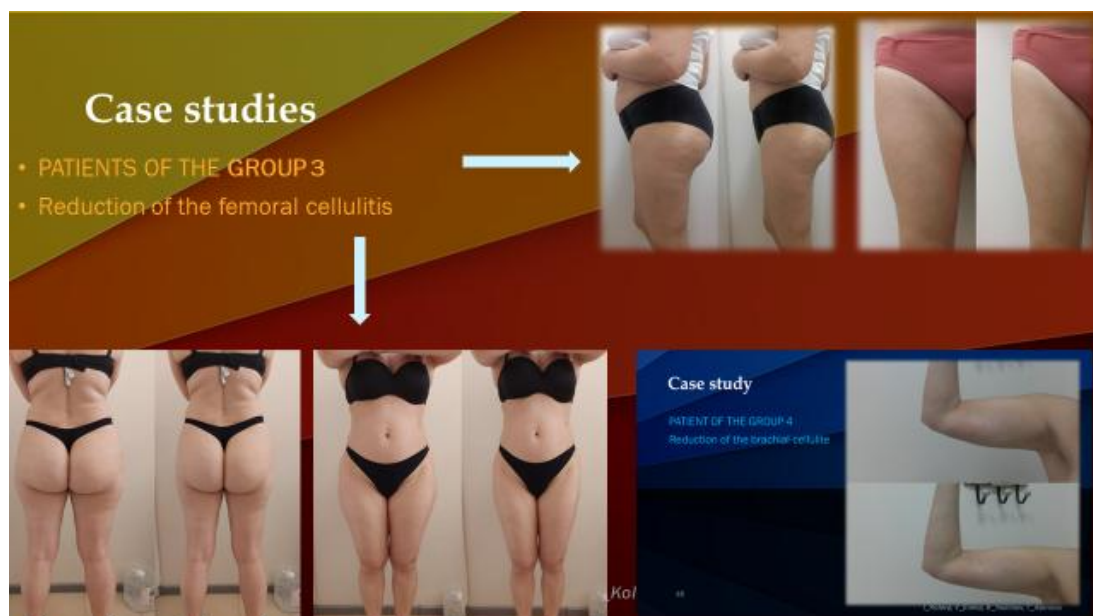 Case studies
• PATIENTS OF THE GROUP 3
• Reduction of the femoral cellulitis
Case study
PATIENT OF THE GROUP 4
Reduction of the brachial cellulite
_Kol